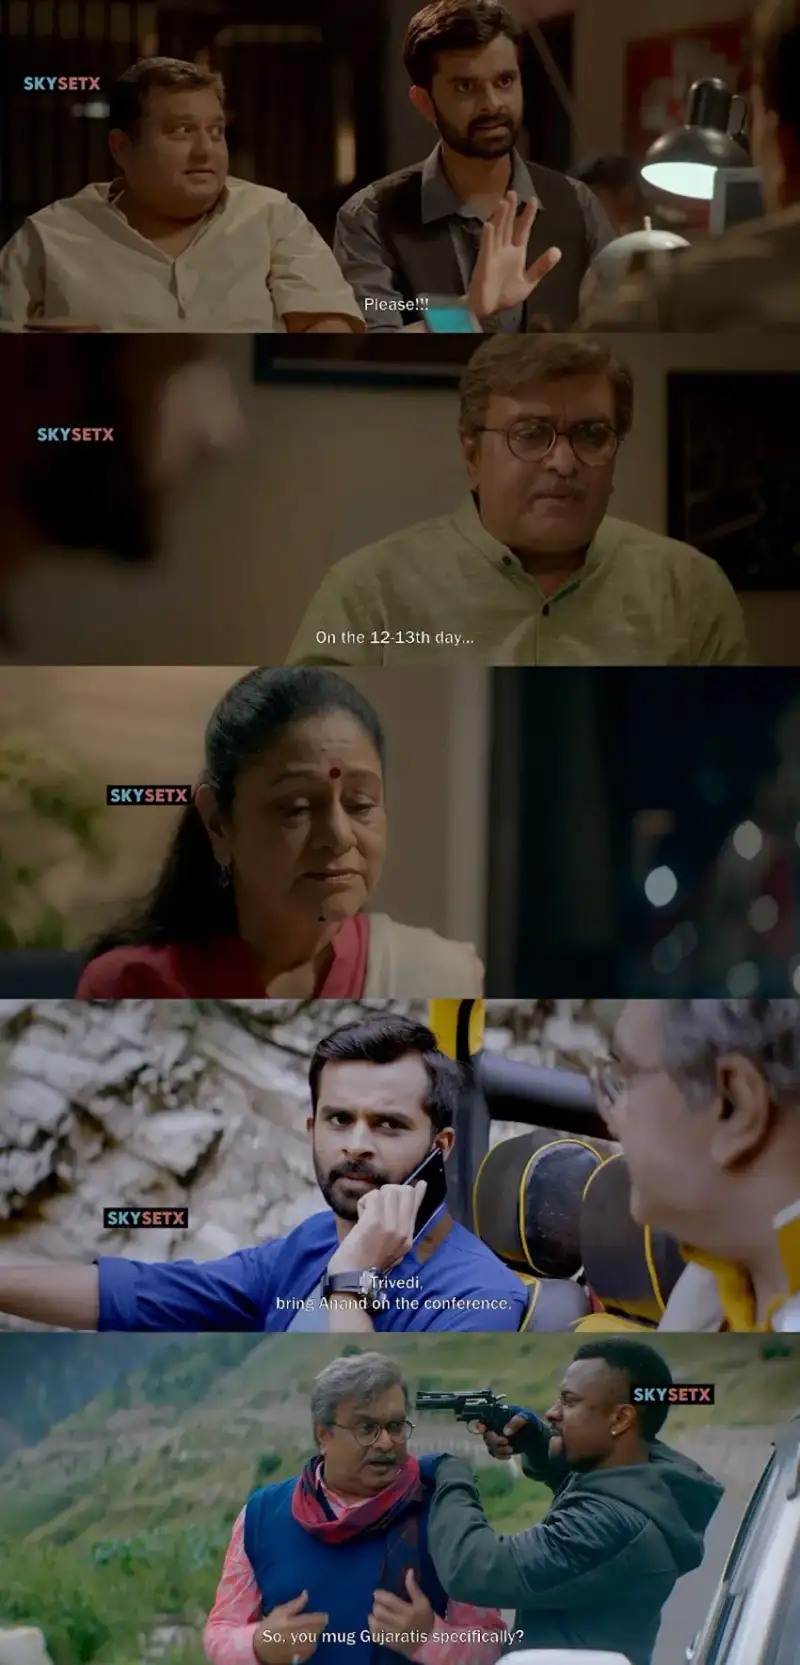 SKYSETX
Please!!!
SKYSETX
On the 12-13th day...
SKYSETX
SKYSETX
Trivedi,
bring Anand on the conference.
SKYSETX
So, you mug Gujaratis specifically?